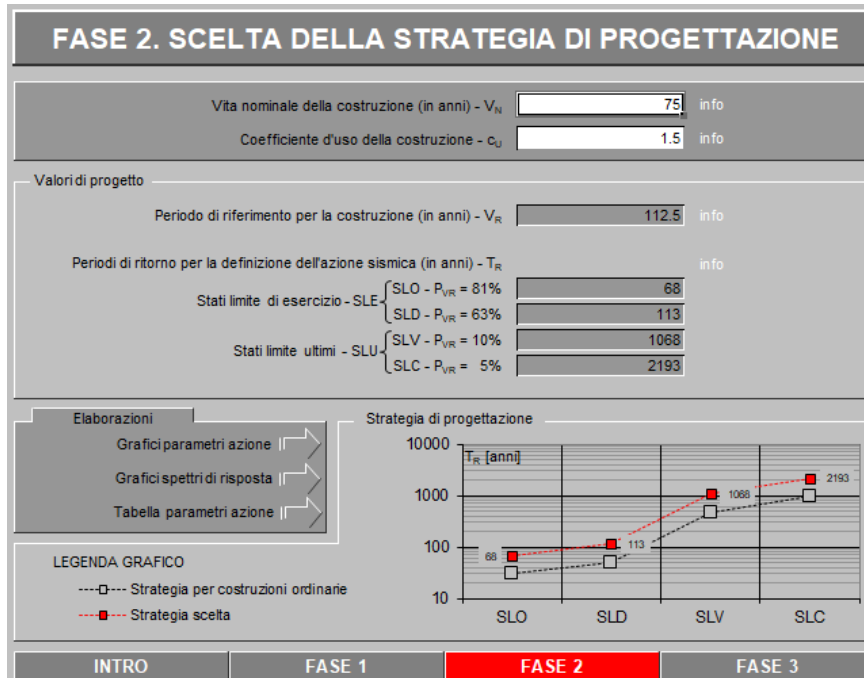 FASE 2. SCELTA DELLA STRATEGIA DI PROGETTAZIONE
Vita nominale della costruzione (in anni) - VN 75 info
Coefficiente d'uso della costruzione - cU 1.5 info
Valori di progetto
Periodo di riferimento per la costruzione (in anni) - VR 112.5 info
Periodi di ritorno per la definizione dell'azione sismica (in anni) - TR info
Stati limite di esercizio - SLE
SLO - PVR = 81% 68
SLD - PVR = 63% 113
Stati limite ultimi - SLU
SLV - PVR = 10% 1068
SLC - PVR = 5% 2193
Elaborazioni
Grafici parametri azione
Grafici spettri di risposta
Tabella parametri azione
LEGENDA GRAFICO
Strategia per costruzioni ordinarie
Strategia scelta
Strategia di progettazione
TR [anni]
10000
1000
100
10
68
113
1068
2193
SLO SLD SLV SLC
INTRO FASE 1 FASE 2 FASE 3